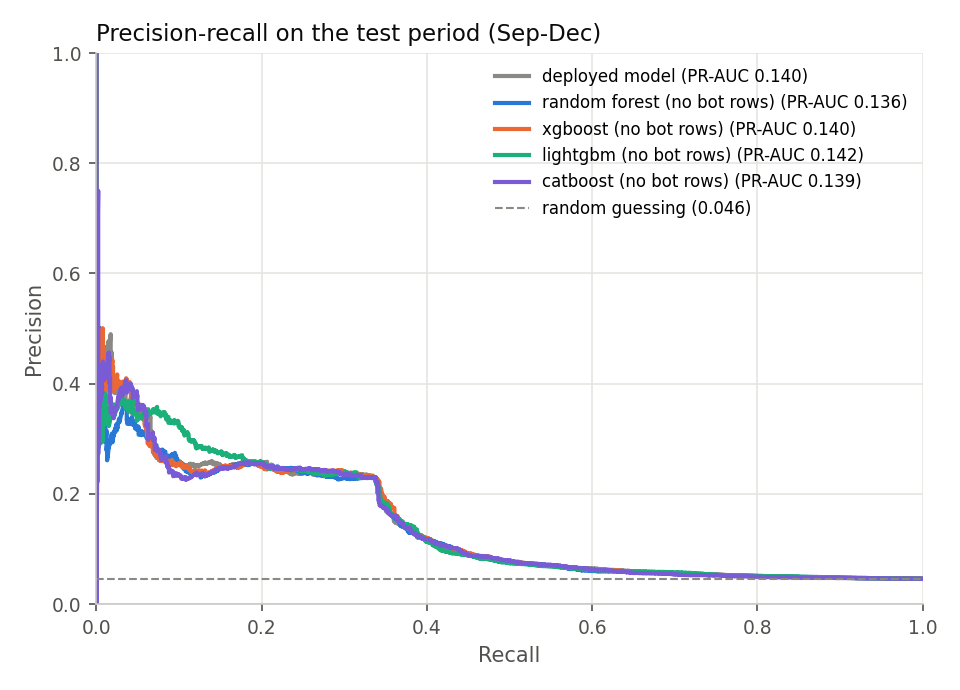 Precision-recall on the test period (Sep-Dec)
1.0
0.8
0.6
0.4
0.2
0.0
Precision
deployed model (PR-AUC 0.140)
random forest (no bot rows) (PR-AUC 0.136)
xgboost (no bot rows) (PR-AUC 0.140)
lightgbm (no bot rows) (PR-AUC 0.142)
catboost (no bot rows) (PR-AUC 0.139)
random guessing (0.046)
0.0 0.2 0.4 0.6 0.8 1.0
Recall